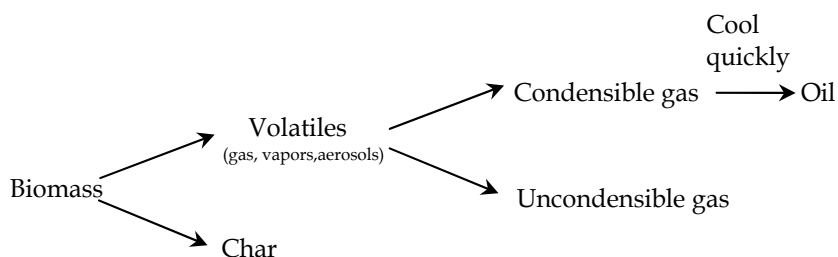 Cool
quickly
Condensible gas
Oil
Volatiles
(gas, vapors,aerosols)
Biomass
Uncondensible gas
Char